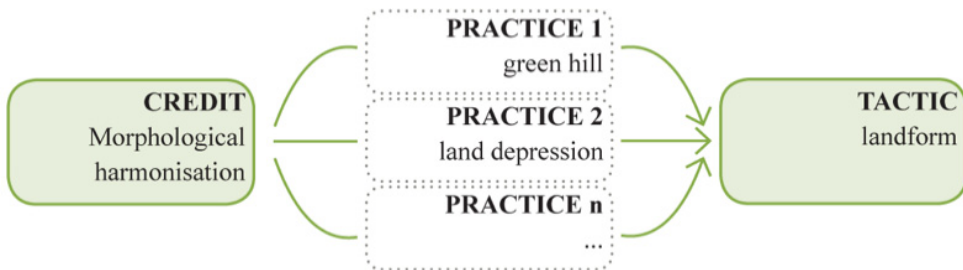 CREDIT
Morphological
harmonisation
PRACTICE 1
green hill
PRACTICE 2
land depression
PRACTICE n
...
TACTIC
landform